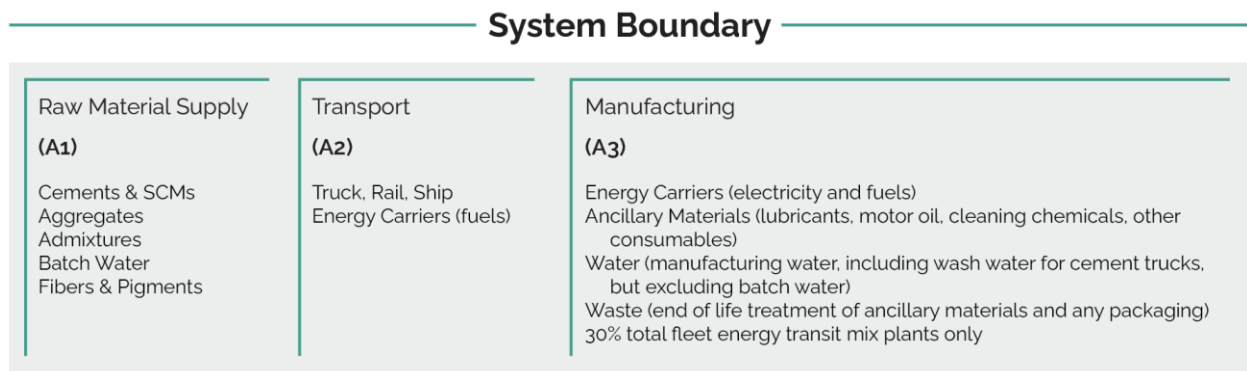 System Boundary
Raw Material Supply
(A1)
Cements & SCMs
Aggregates
Admixtures
Batch Water
Fibers & Pigments
Transport
(A2)
Truck, Rail, Ship
Energy Carriers (fuels)
Manufacturing
(A3)
Energy Carriers (electricity and fuels)
Ancillary Materials (lubricants, motor oil, cleaning chemicals, other
consumables)
Water (manufacturing water, including wash water for cement trucks,
but excluding batch water)
Waste (end of life treatment of ancillary materials and any packaging)
30% total fleet energy transit mix plants only